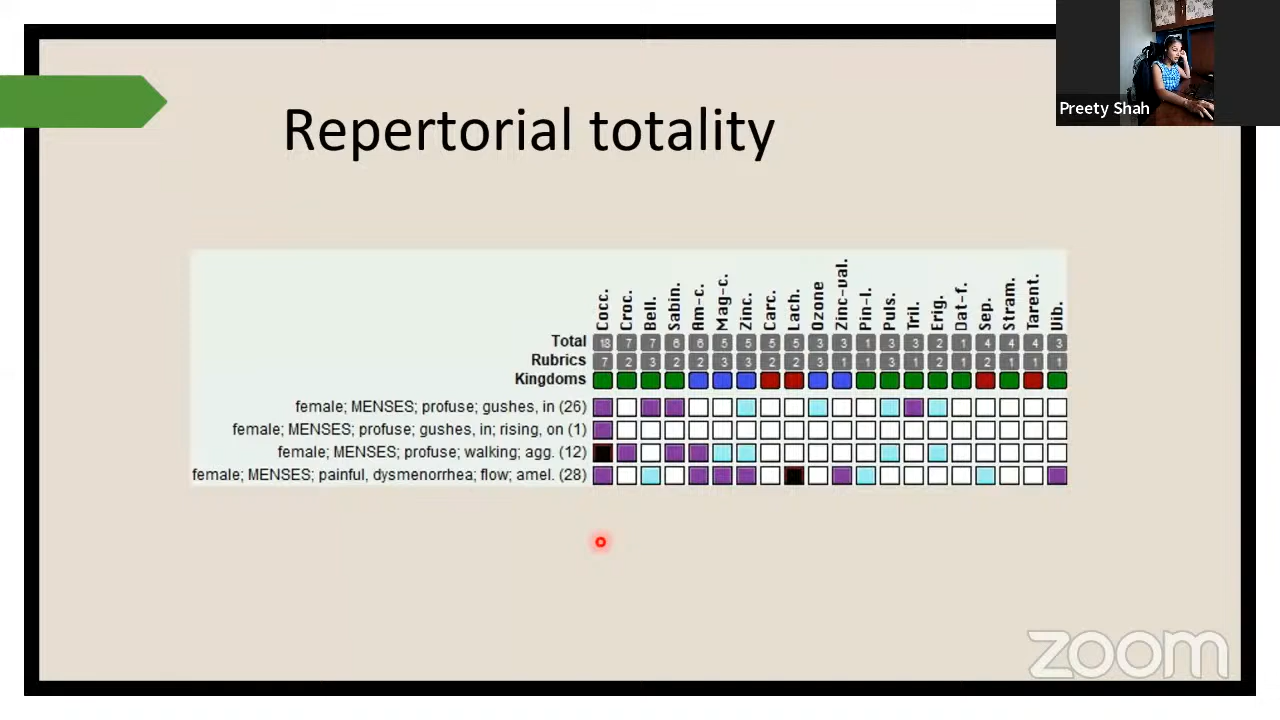 Preety Shah
Repertorial totality
Cocc. Croc. Bell. Sabin. Am-c. Mag-c. Zinc. Carc. Lach. Ozone Zinc-val. Pin-l. Puls. Tril. Erig. Oat-f. Sep. Stram. Tarent. Vib.
Total 18 7 7 6 6 5 5 5 5 3 3 1 3 3 2 1 4 4 4 3
Rubrics 7 2 3 2 2 3 3 2 2 3 1 1 3 1 2 1 2 1 1 1
Kingdoms
female; MENSES; profuse; gushes, in (26)
female; MENSES; profuse; gushes, in; rising, on (1)
female; MENSES; profuse; walking; agg. (12)
female; MENSES; painful, dysmenorrhea; flow; amel. (28)
zoom